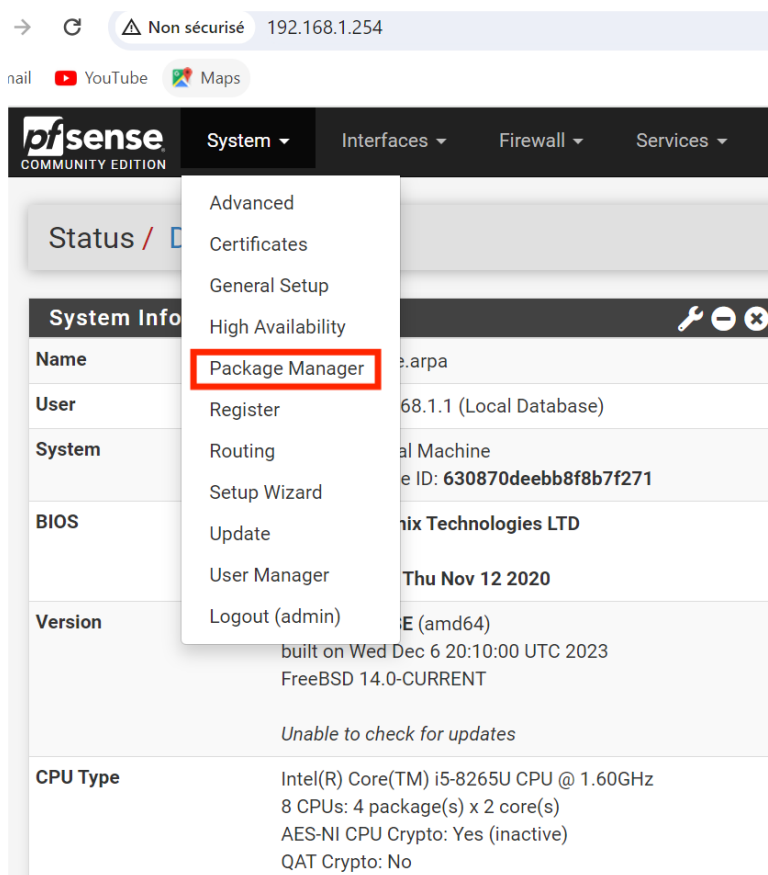 Non sécurisé 192.168.1.254
YouTube Maps
pfsense System Interfaces Firewall Services
COMMUNITY EDITION
Advanced
Status /
Certificates
General Setup
System Info
High Availability
Name
Package Manager
.arpa
User
Register
68.1.1 (Local Database)
System
Routing
al Machine
e ID: 630870deebb8f8b7f271
Setup Wizard
BIOS
nix Technologies LTD
Update
User Manager
Thu Nov 12 2020
Logout (admin)
Version
E (amd64)
built on Wed Dec 6 20:10:00 UTC 2023
FreeBSD 14.0-CURRENT
Unable to check for updates
CPU Type
Intel(R) Core(TM) i5-8265U CPU @ 1.60GHz
8 CPUs: 4 package(s) x 2 core(s)
AES-NI CPU Crypto: Yes (inactive)
QAT Crypto: No